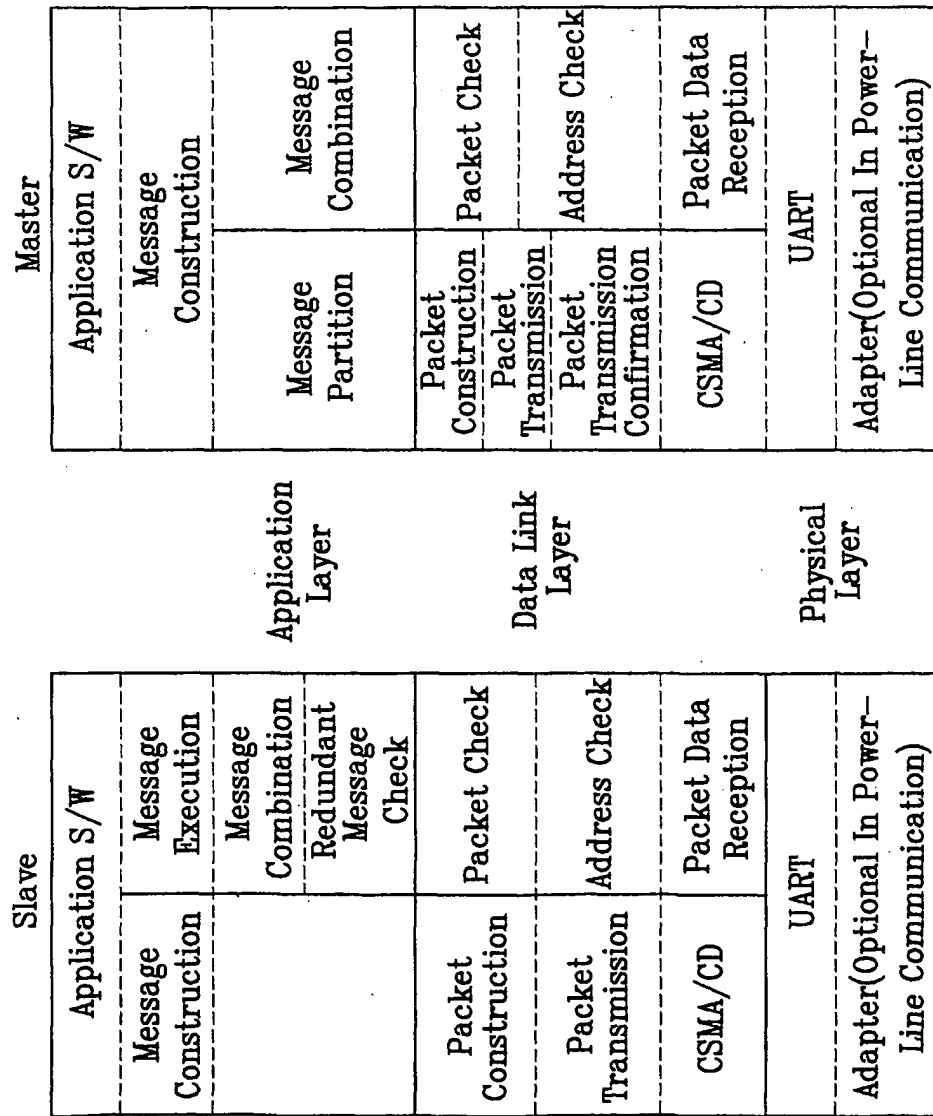 Slave
Application S/W
Message
Construction
Message
Execution
Message
Combination
Redundant
Message
Check
Packet
Construction
Packet Check
Packet
Transmission
Address Check
CSMA/CD
Packet Data
Reception
UART
Adapter(Optional In Power-
Line Communication)
Application
Layer
Data Link
Layer
Physical
Layer
Master
Application S/W
Message
Construction
Message
Partition
Message
Combination
Packet
Construction
Packet
Transmission
Packet
Transmission
Confirmation
Packet Check
Address Check
CSMA/CD
Packet Data
Reception
UART
Adapter(Optional In Power-
Line Communication)